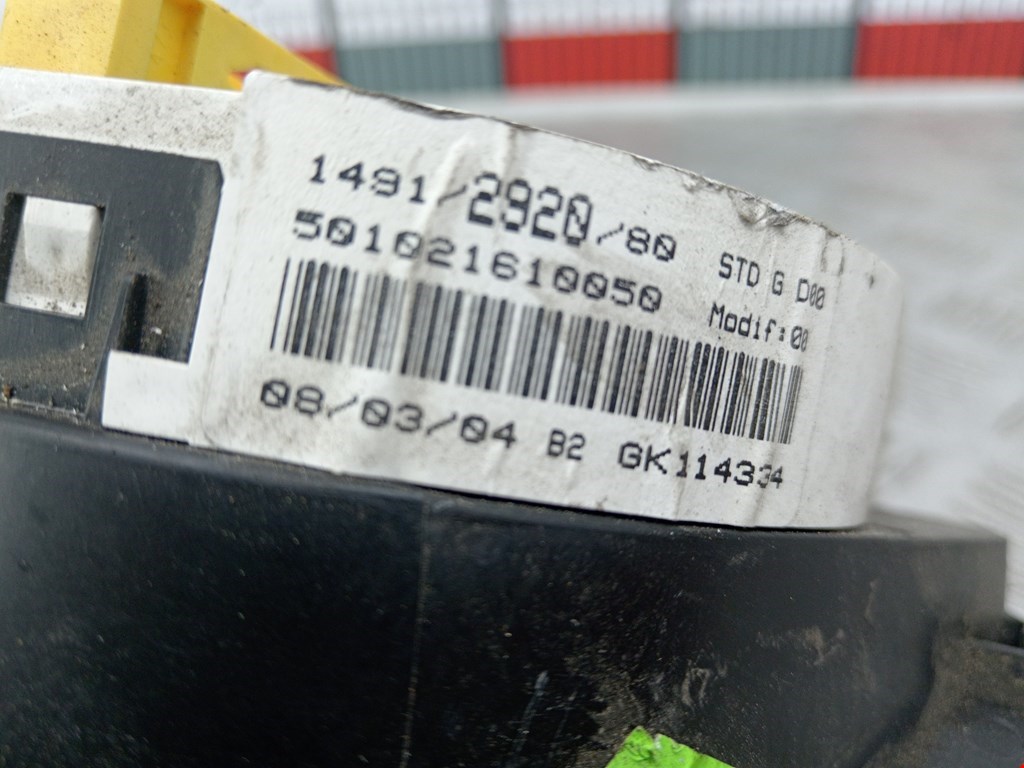 1491/2920/80 STD G D00
501021610050 Modif:00
08/03/04 B2 GK114334